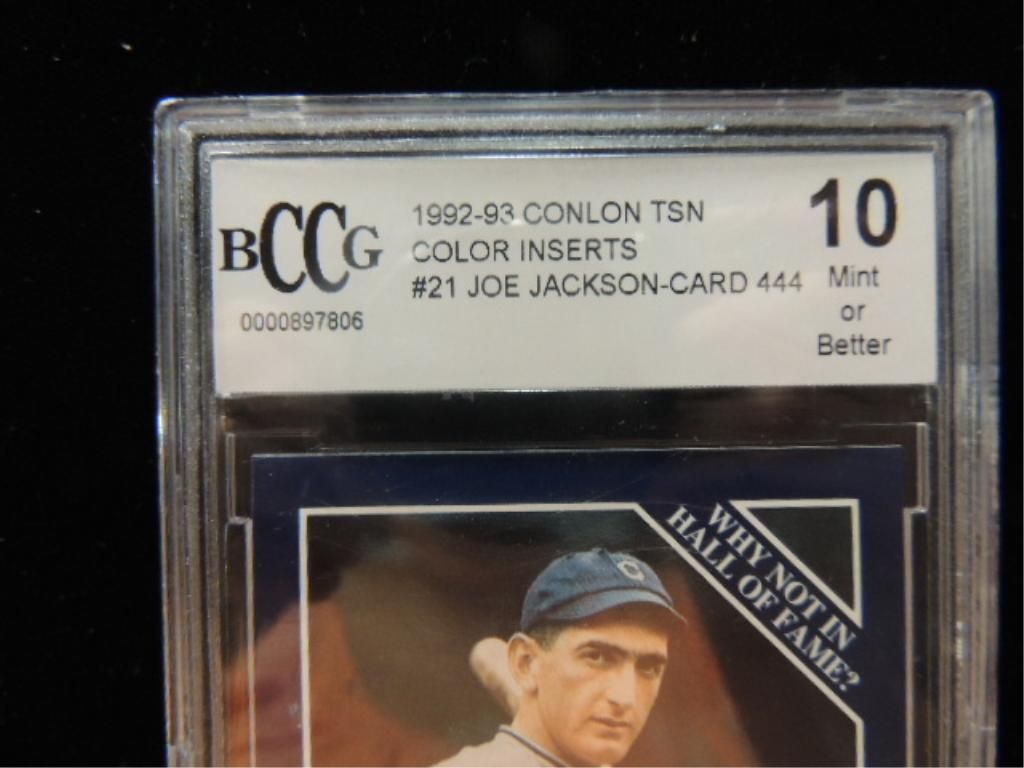 BCCG
0000897806
1992-93 CONLON TSN
COLOR INSERTS
#21 JOE JACKSON-CARD 444
10
Mint
or
Better
WHY NOT IN
HALL OF FAME?
C